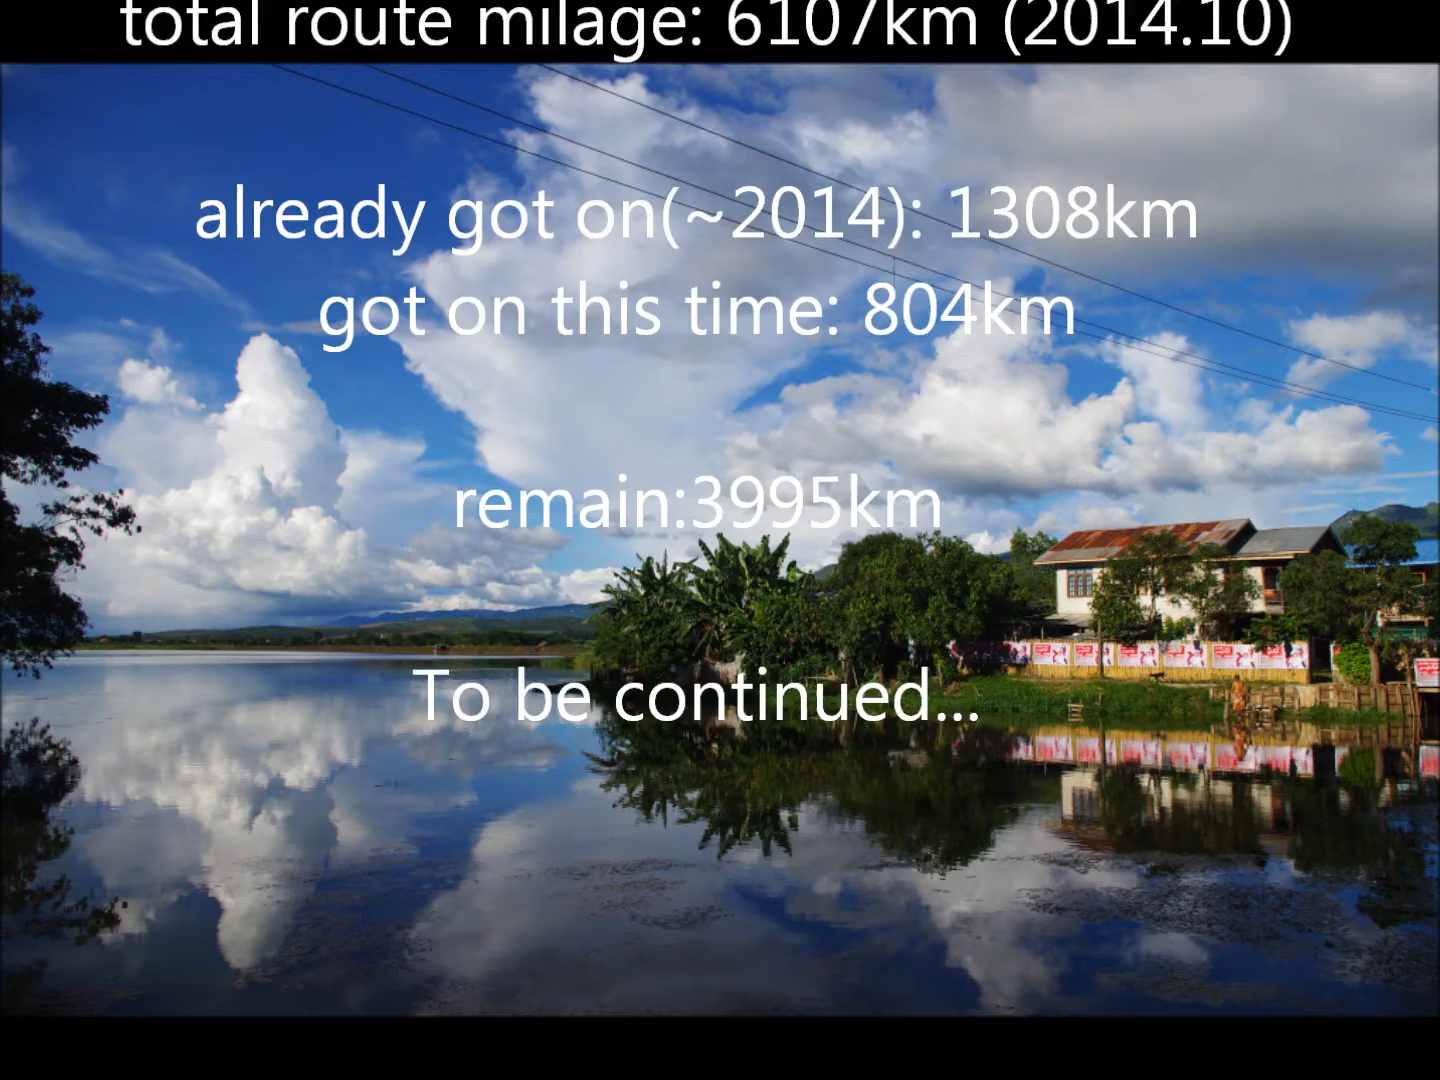 total route milage: 6107km (2014.10)
already got on(~2014): 1308km
got on this time: 804km
remain:3995km
To be continued...